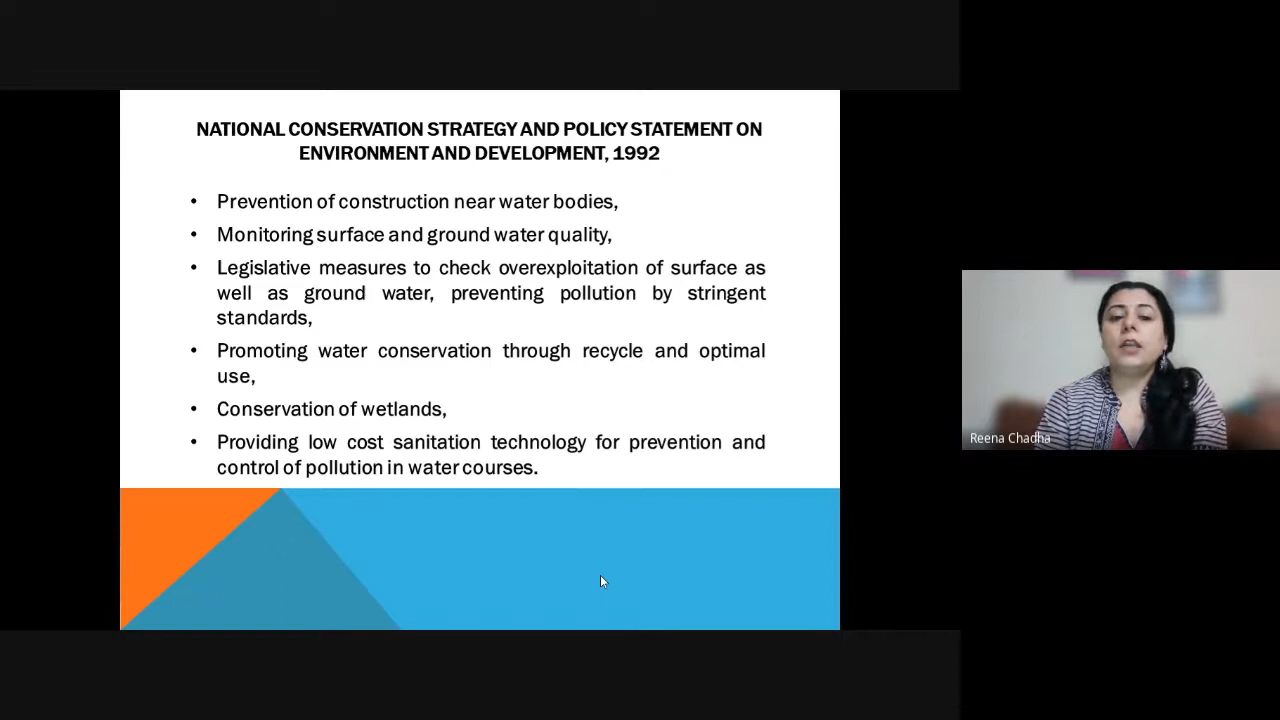 NATIONAL CONSERVATION STRATEGY AND POLICY STATEMENT ON
ENVIRONMENT AND DEVELOPMENT, 1992
• Prevention of construction near water bodies,
• Monitoring surface and ground water quality,
• Legislative measures to check overexploitation of surface as
well as ground water, preventing pollution by stringent
standards,
• Promoting water conservation through recycle and optimal
use,
• Conservation of wetlands,
• Providing low cost sanitation technology for prevention and
control of pollution in water courses.
Reena Chadha